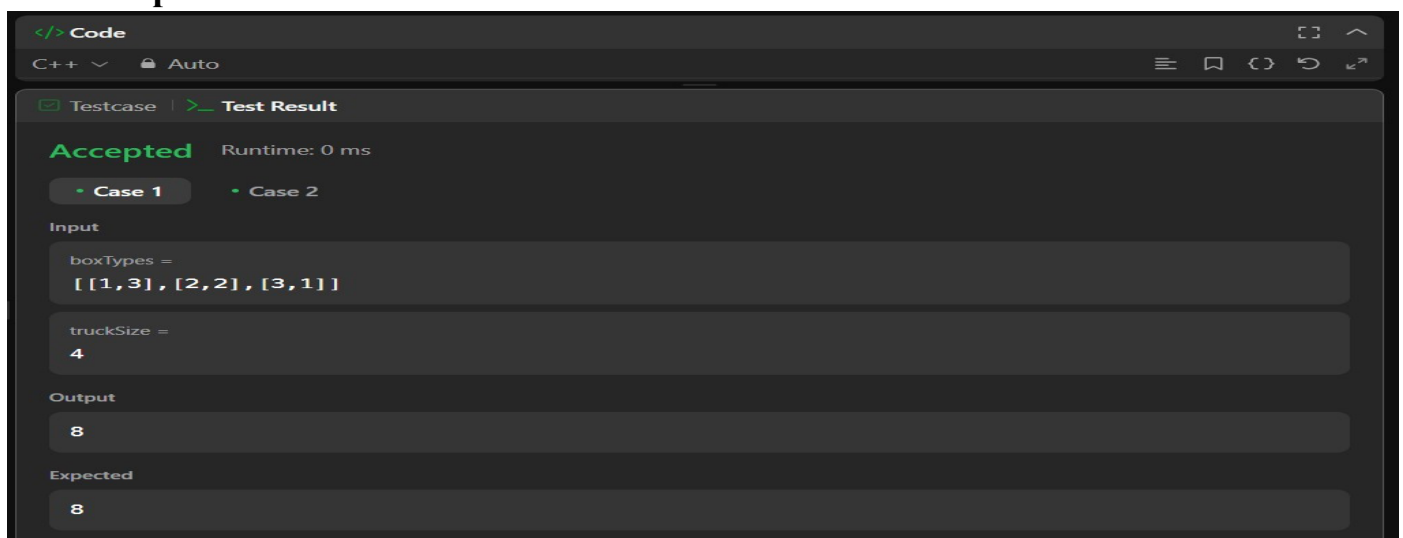 </> Code
C++ Auto
Testcase | >_ Test Result
Accepted Runtime: 0 ms
• Case 1 • Case 2
Input
boxTypes =
[[1,3],[2,2],[3,1]]
truckSize =
4
Output
8
Expected
8